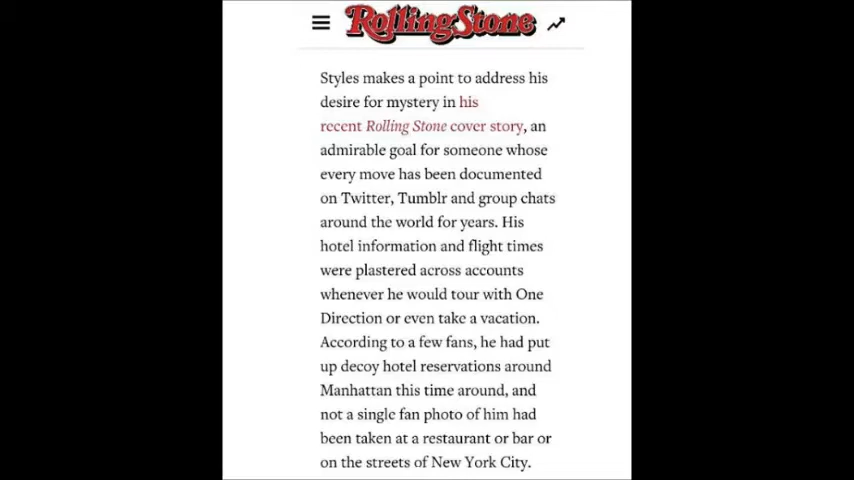 Rolling Stone
Styles makes a point to address his
desire for mystery in his
recent Rolling Stone cover story, an
admirable goal for someone whose
every move has been documented
on Twitter, Tumblr and group chats
around the world for years. His
hotel information and flight times
were plastered across accounts
whenever he would tour with One
Direction or even take a vacation.
According to a few fans, he had put
up decoy hotel reservations around
Manhattan this time around, and
not a single fan photo of him had
been taken at a restaurant or bar or
on the streets of New York City.